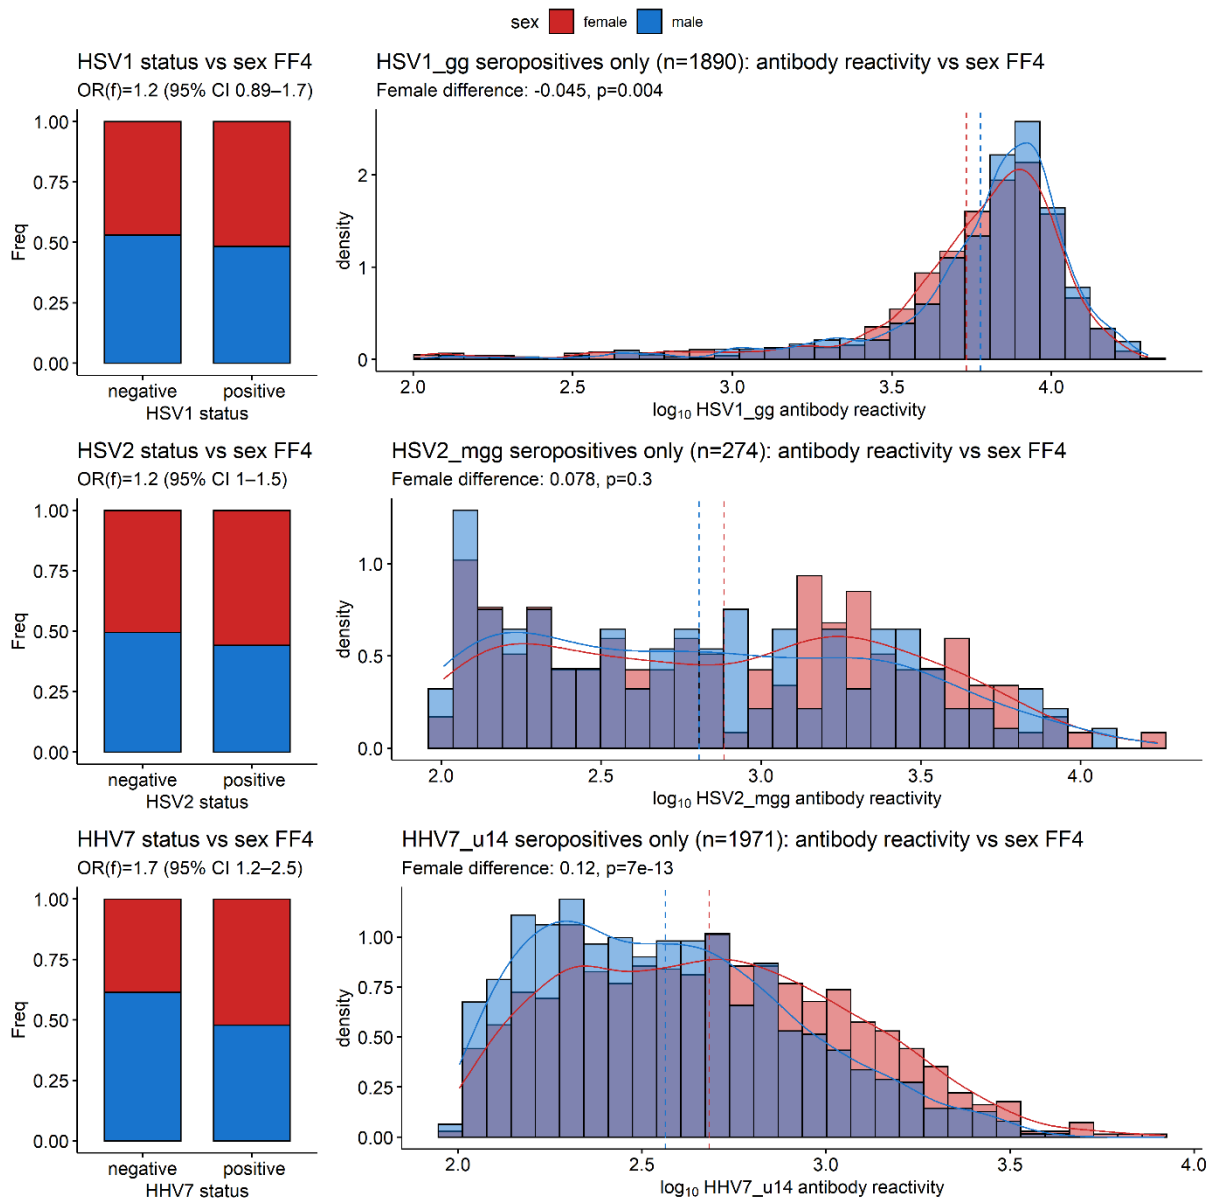 sex female male
HSV1 status vs sex FF4
OR(f)=1.2 (95% CI 0.89–1.7)
1.00
0.75
0.50
0.25
0.00
Freq
negative positive
HSV1 status
HSV1_gg seropositives only (n=1890): antibody reactivity vs sex FF4
Female difference: -0.045, p=0.004
2
1
0
density
2.0 2.5 3.0 3.5 4.0
log₁₀ HSV1_gg antibody reactivity
HSV2 status vs sex FF4
OR(f)=1.2 (95% CI 1–1.5)
1.00
0.75
0.50
0.25
0.00
Freq
negative positive
HSV2 status
HSV2_mgg seropositives only (n=274): antibody reactivity vs sex FF4
Female difference: 0.078, p=0.3
1.0
0.5
0.0
density
2.0 2.5 3.0 3.5 4.0
log₁₀ HSV2_mgg antibody reactivity
HHV7 status vs sex FF4
OR(f)=1.7 (95% CI 1.2–2.5)
1.00
0.75
0.50
0.25
0.00
Freq
negative positive
HHV7 status
HHV7_u14 seropositives only (n=1971): antibody reactivity vs sex FF4
Female difference: 0.12, p=7e-13
1.00
0.75
0.50
0.25
0.00
density
2.0 2.5 3.0 3.5 4.0
log₁₀ HHV7_u14 antibody reactivity